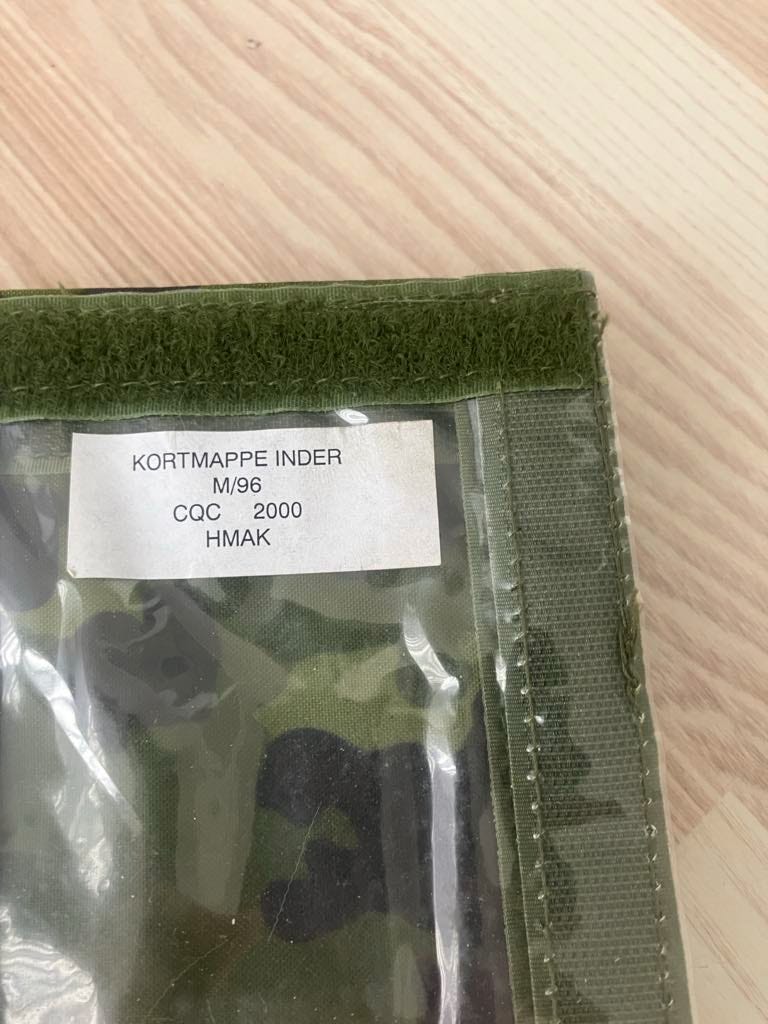 KORTMAPPE INDER
M/96
CQC 2000
HMAK